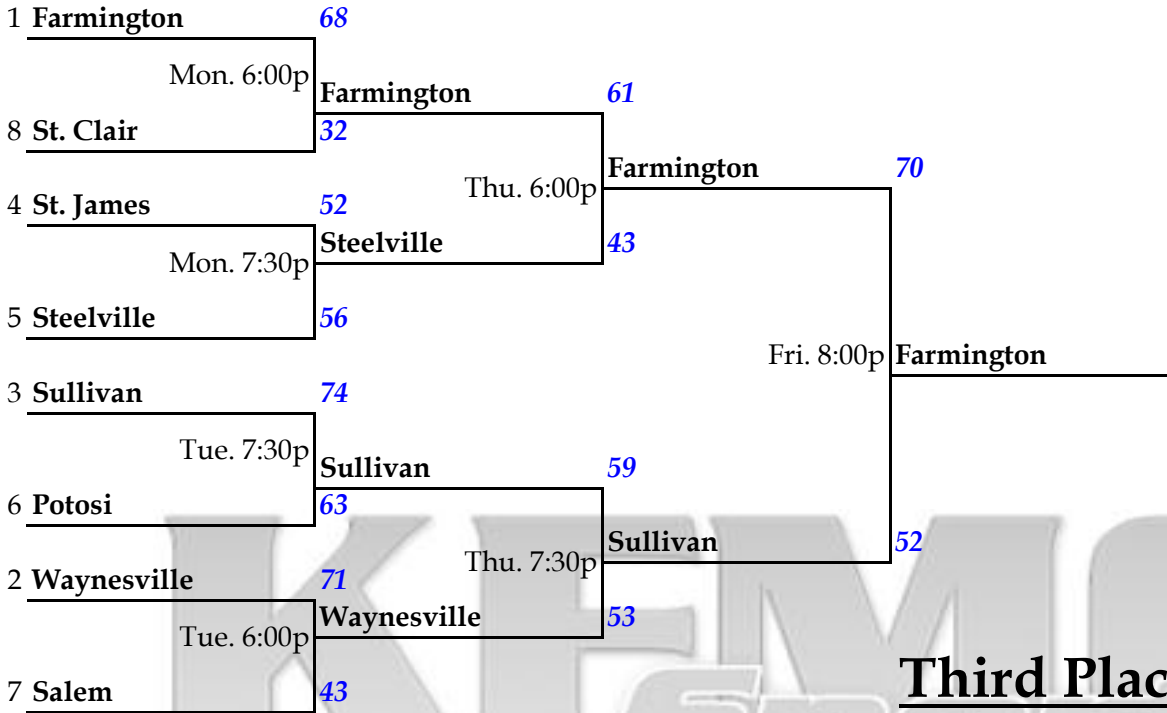 1 Farmington 68
Mon. 6:00p
Farmington 61
8 St. Clair 32
Thu. 6:00p
Farmington 70
4 St. James 52
Mon. 7:30p
Steelville 43
5 Steelville 56
Fri. 8:00p
Farmington
3 Sullivan 74
Tue. 7:30p
Sullivan 59
6 Potosi 63
Thu. 7:30p
Sullivan 52
2 Waynesville 71
Tue. 6:00p
Waynesville 53
7 Salem 43
Third Plac